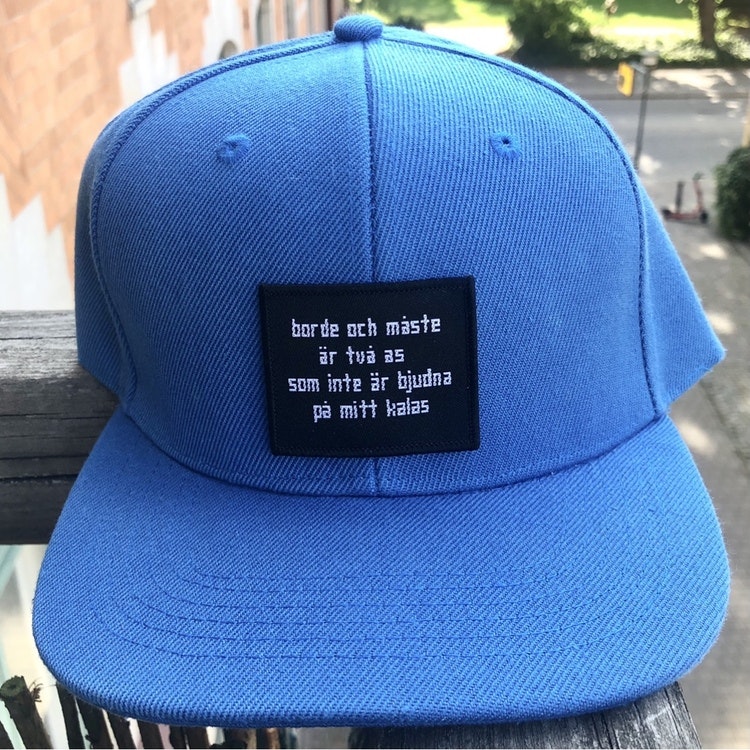 borde och måste
är två as
som inte är bjudna
på mitt kalas